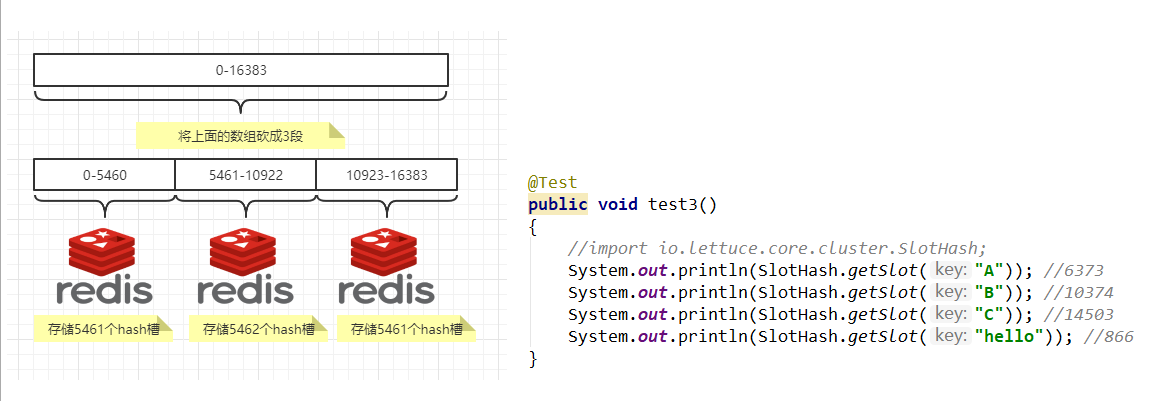 0-16383
将上面的数组砍成3段
0-5460
5461-10922
10923-16383
redis
redis
redis
存储5461个hash槽
存储5462个hash槽
存储5461个hash槽
@Test
public void test3()
{
//import io.lettuce.core.cluster.SlotHash;
System.out.println(SlotHash.getSlot( key: "A")); //6373
System.out.println(SlotHash.getSlot( key: "B")); //10374
System.out.println(SlotHash.getSlot( key: "C")); //14503
System.out.println(SlotHash.getSlot( key: "hello")); //866
}